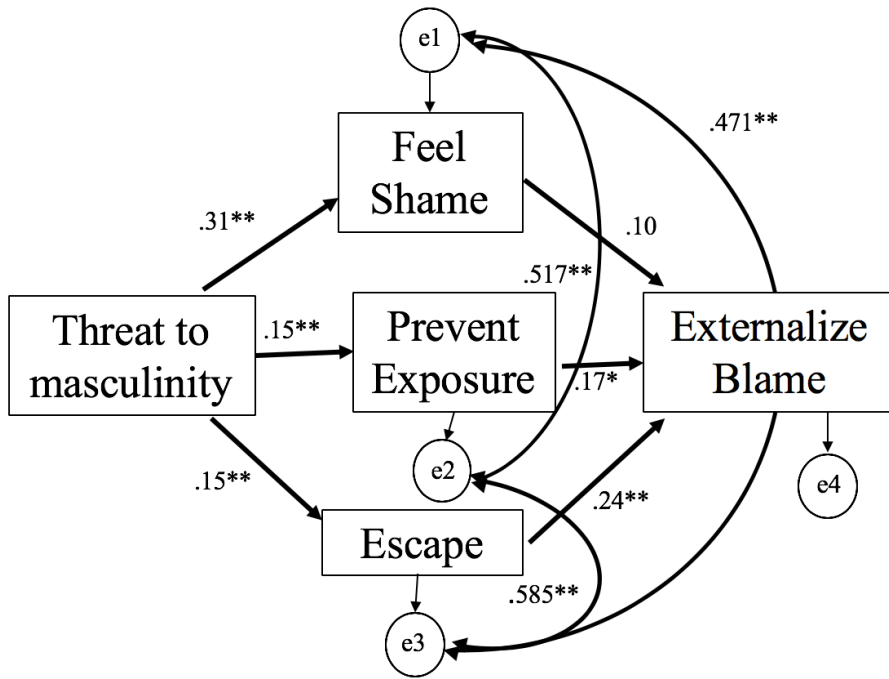 e1
.471**
Feel
Shame
.31**
.10
.517**
Threat to
masculinity
.15**
Prevent
Exposure
Externalize
Blame
.17*
e2
.15**
.24**
e4
Escape
.585**
e3